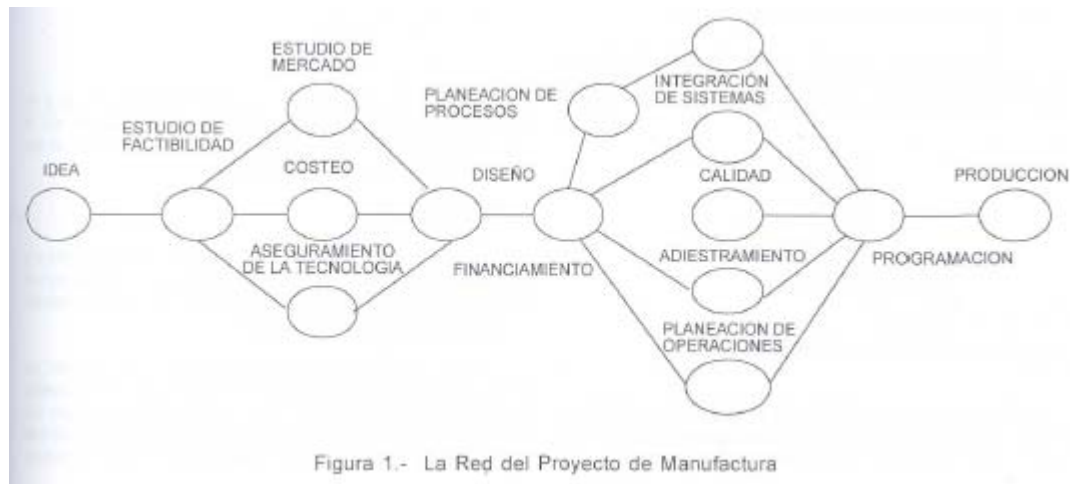 ESTUDIO DE
MERCADO
PLANEACION DE
PROCESOS
INTEGRACIÓN
DE SISTEMAS
ESTUDIO DE
FACTIBILIDAD
IDEA
COSTEO
DISEÑO
CALIDAD
PRODUCCION
ASEGURAMIENTO
DE LA TECNOLOGIA
FINANCIAMIENTO
ADIESTRAMIENTO
PROGRAMACION
PLANEACION DE
OPERACIONES
Figura 1.- La Red del Proyecto de Manufactura